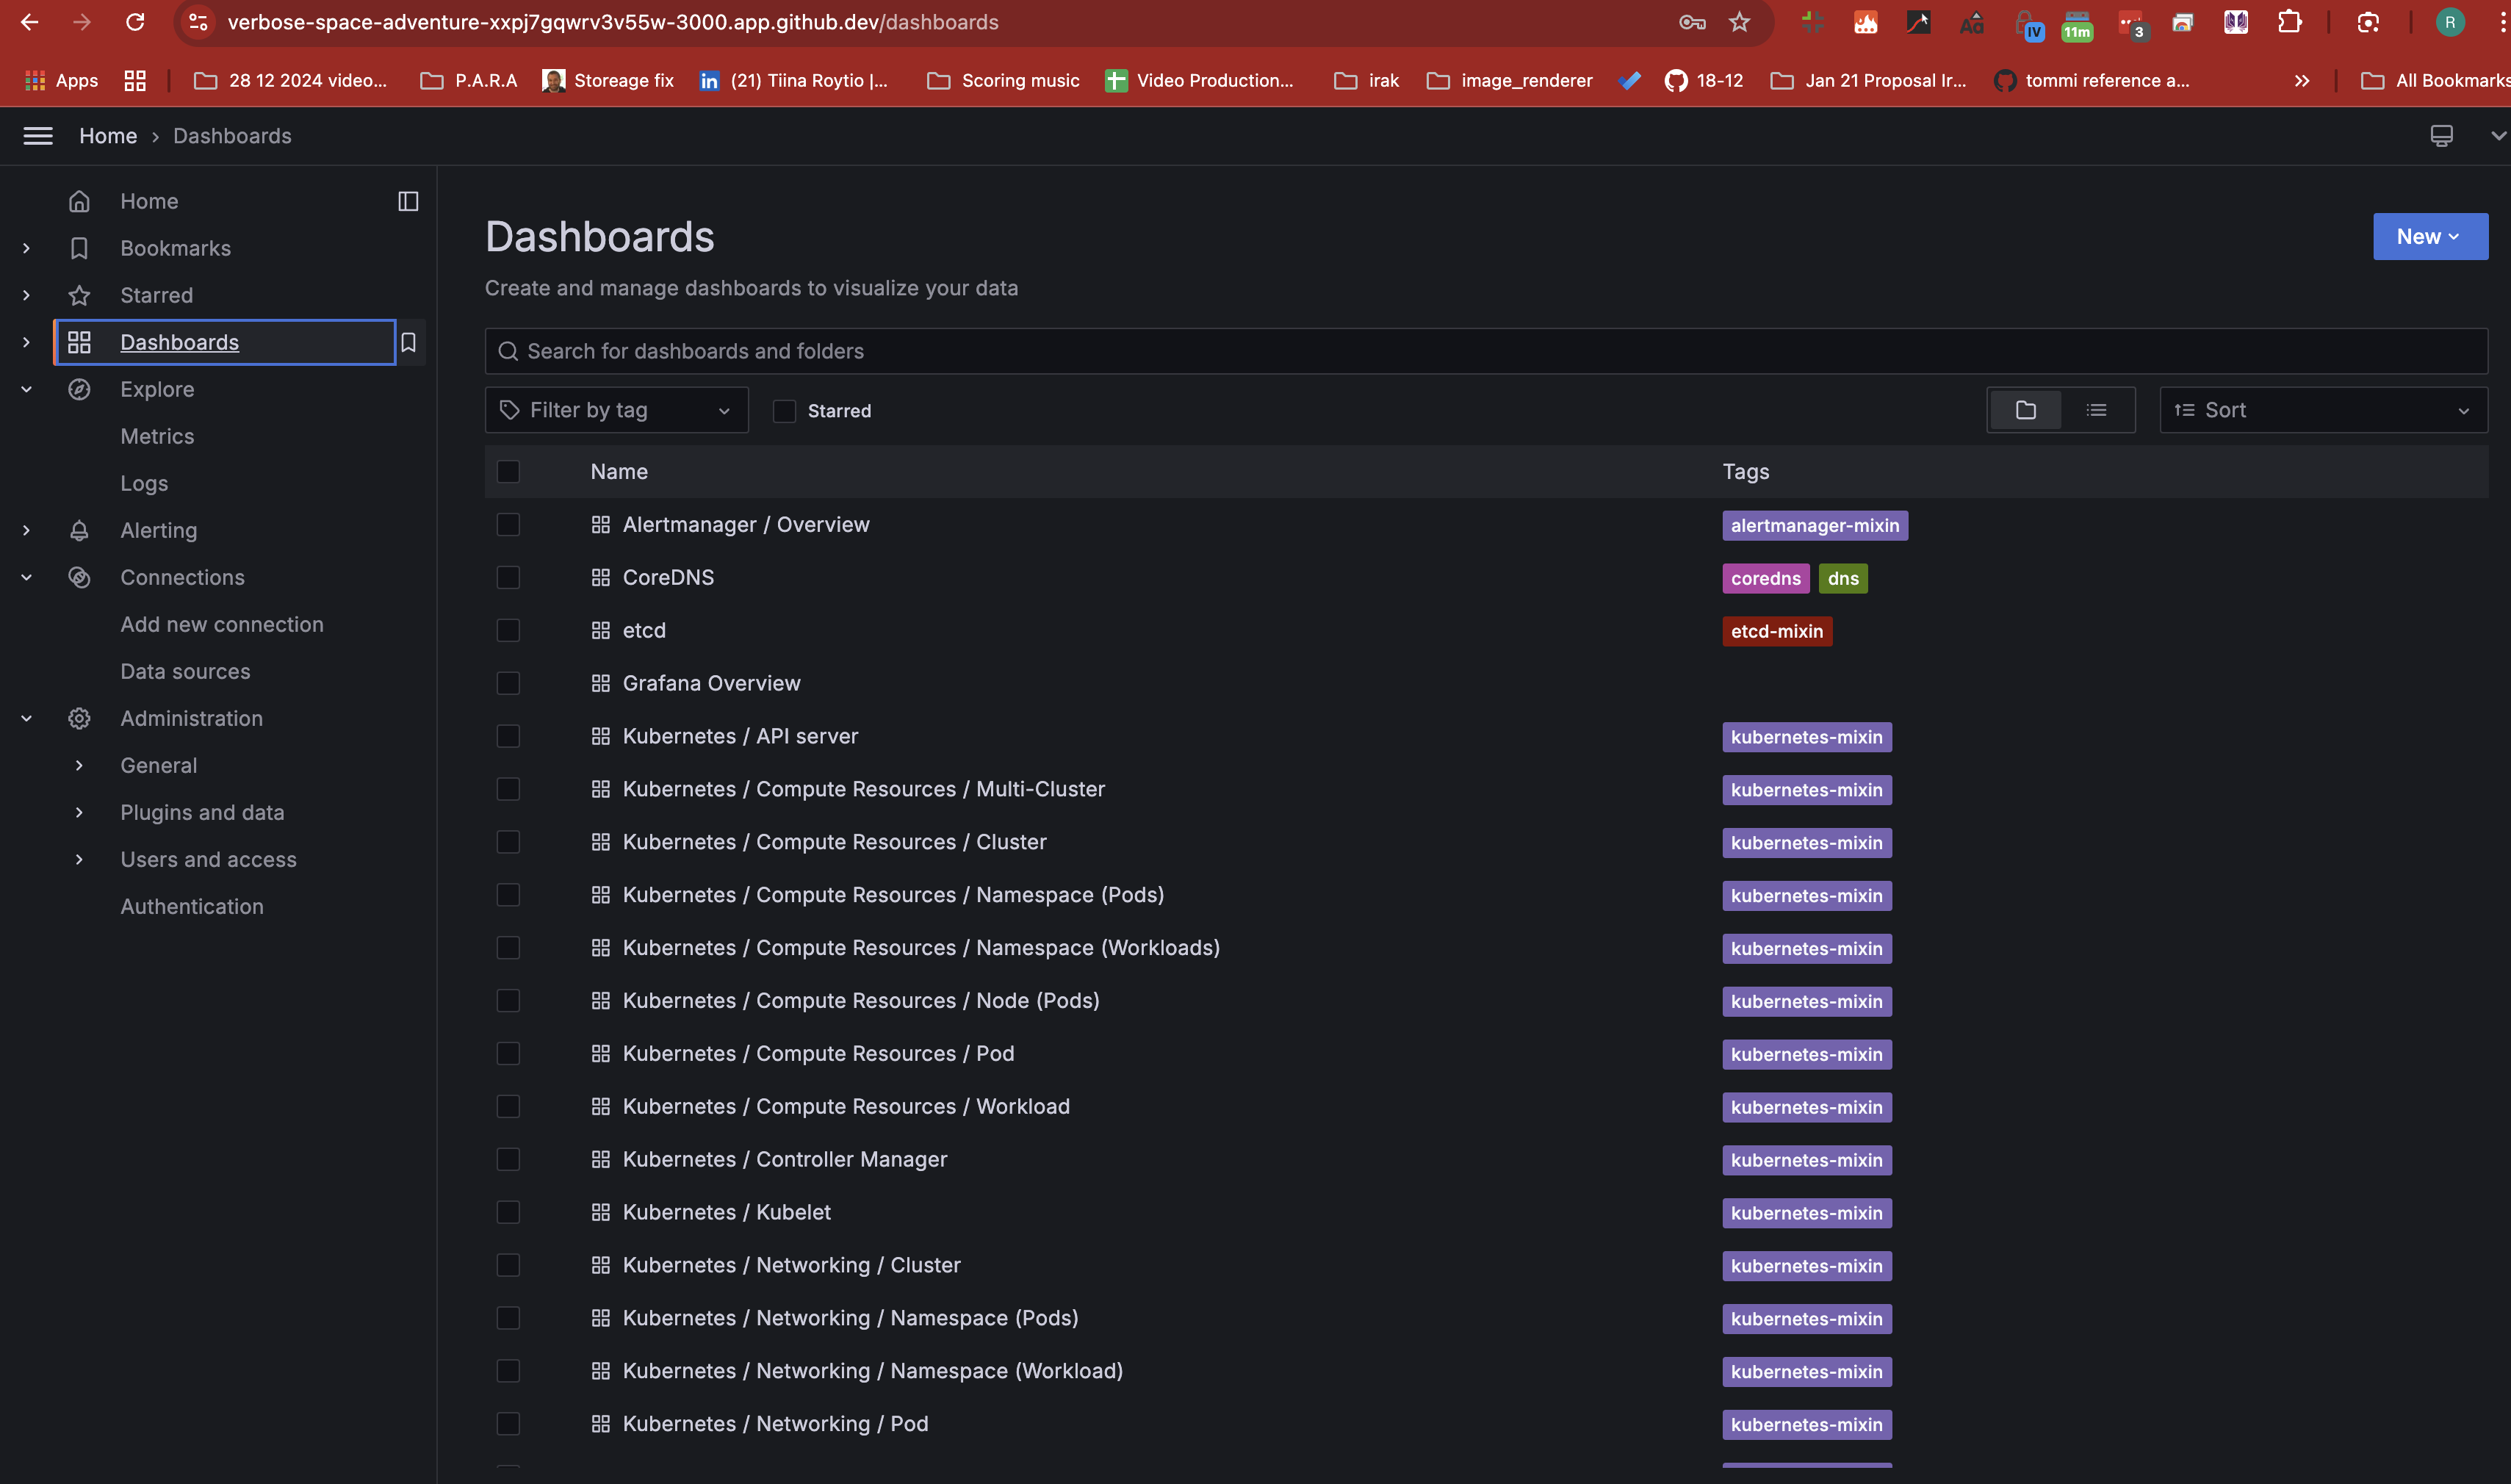 verbose-space-adventure-xxpj7gqwrv3v55w-3000.app.github.dev/dashboards
IV
11m
3
R
Apps
28 12 2024 video...
P.A.R.A
Storeage fix
in
(21) Tiina Roytio |...
Scoring music
Video Production...
irak
image_renderer
18-12
Jan 21 Proposal Ir...
tommi reference a...
All Bookmarks
Home › Dashboards
Home
Bookmarks
Starred
Dashboards
Explore
Metrics
Logs
Alerting
Connections
Add new connection
Data sources
Administration
General
Plugins and data
Users and access
Authentication
Dashboards
New
Create and manage dashboards to visualize your data
Search for dashboards and folders
Filter by tag
Starred
Sort
Name Tags
Alertmanager / Overview alertmanager-mixin
CoreDNS coredns dns
etcd etcd-mixin
Grafana Overview
Kubernetes / API server kubernetes-mixin
Kubernetes / Compute Resources / Multi-Cluster kubernetes-mixin
Kubernetes / Compute Resources / Cluster kubernetes-mixin
Kubernetes / Compute Resources / Namespace (Pods) kubernetes-mixin
Kubernetes / Compute Resources / Namespace (Workloads) kubernetes-mixin
Kubernetes / Compute Resources / Node (Pods) kubernetes-mixin
Kubernetes / Compute Resources / Pod kubernetes-mixin
Kubernetes / Compute Resources / Workload kubernetes-mixin
Kubernetes / Controller Manager kubernetes-mixin
Kubernetes / Kubelet kubernetes-mixin
Kubernetes / Networking / Cluster kubernetes-mixin
Kubernetes / Networking / Namespace (Pods) kubernetes-mixin
Kubernetes / Networking / Namespace (Workload) kubernetes-mixin
Kubernetes / Networking / Pod kubernetes-mixin